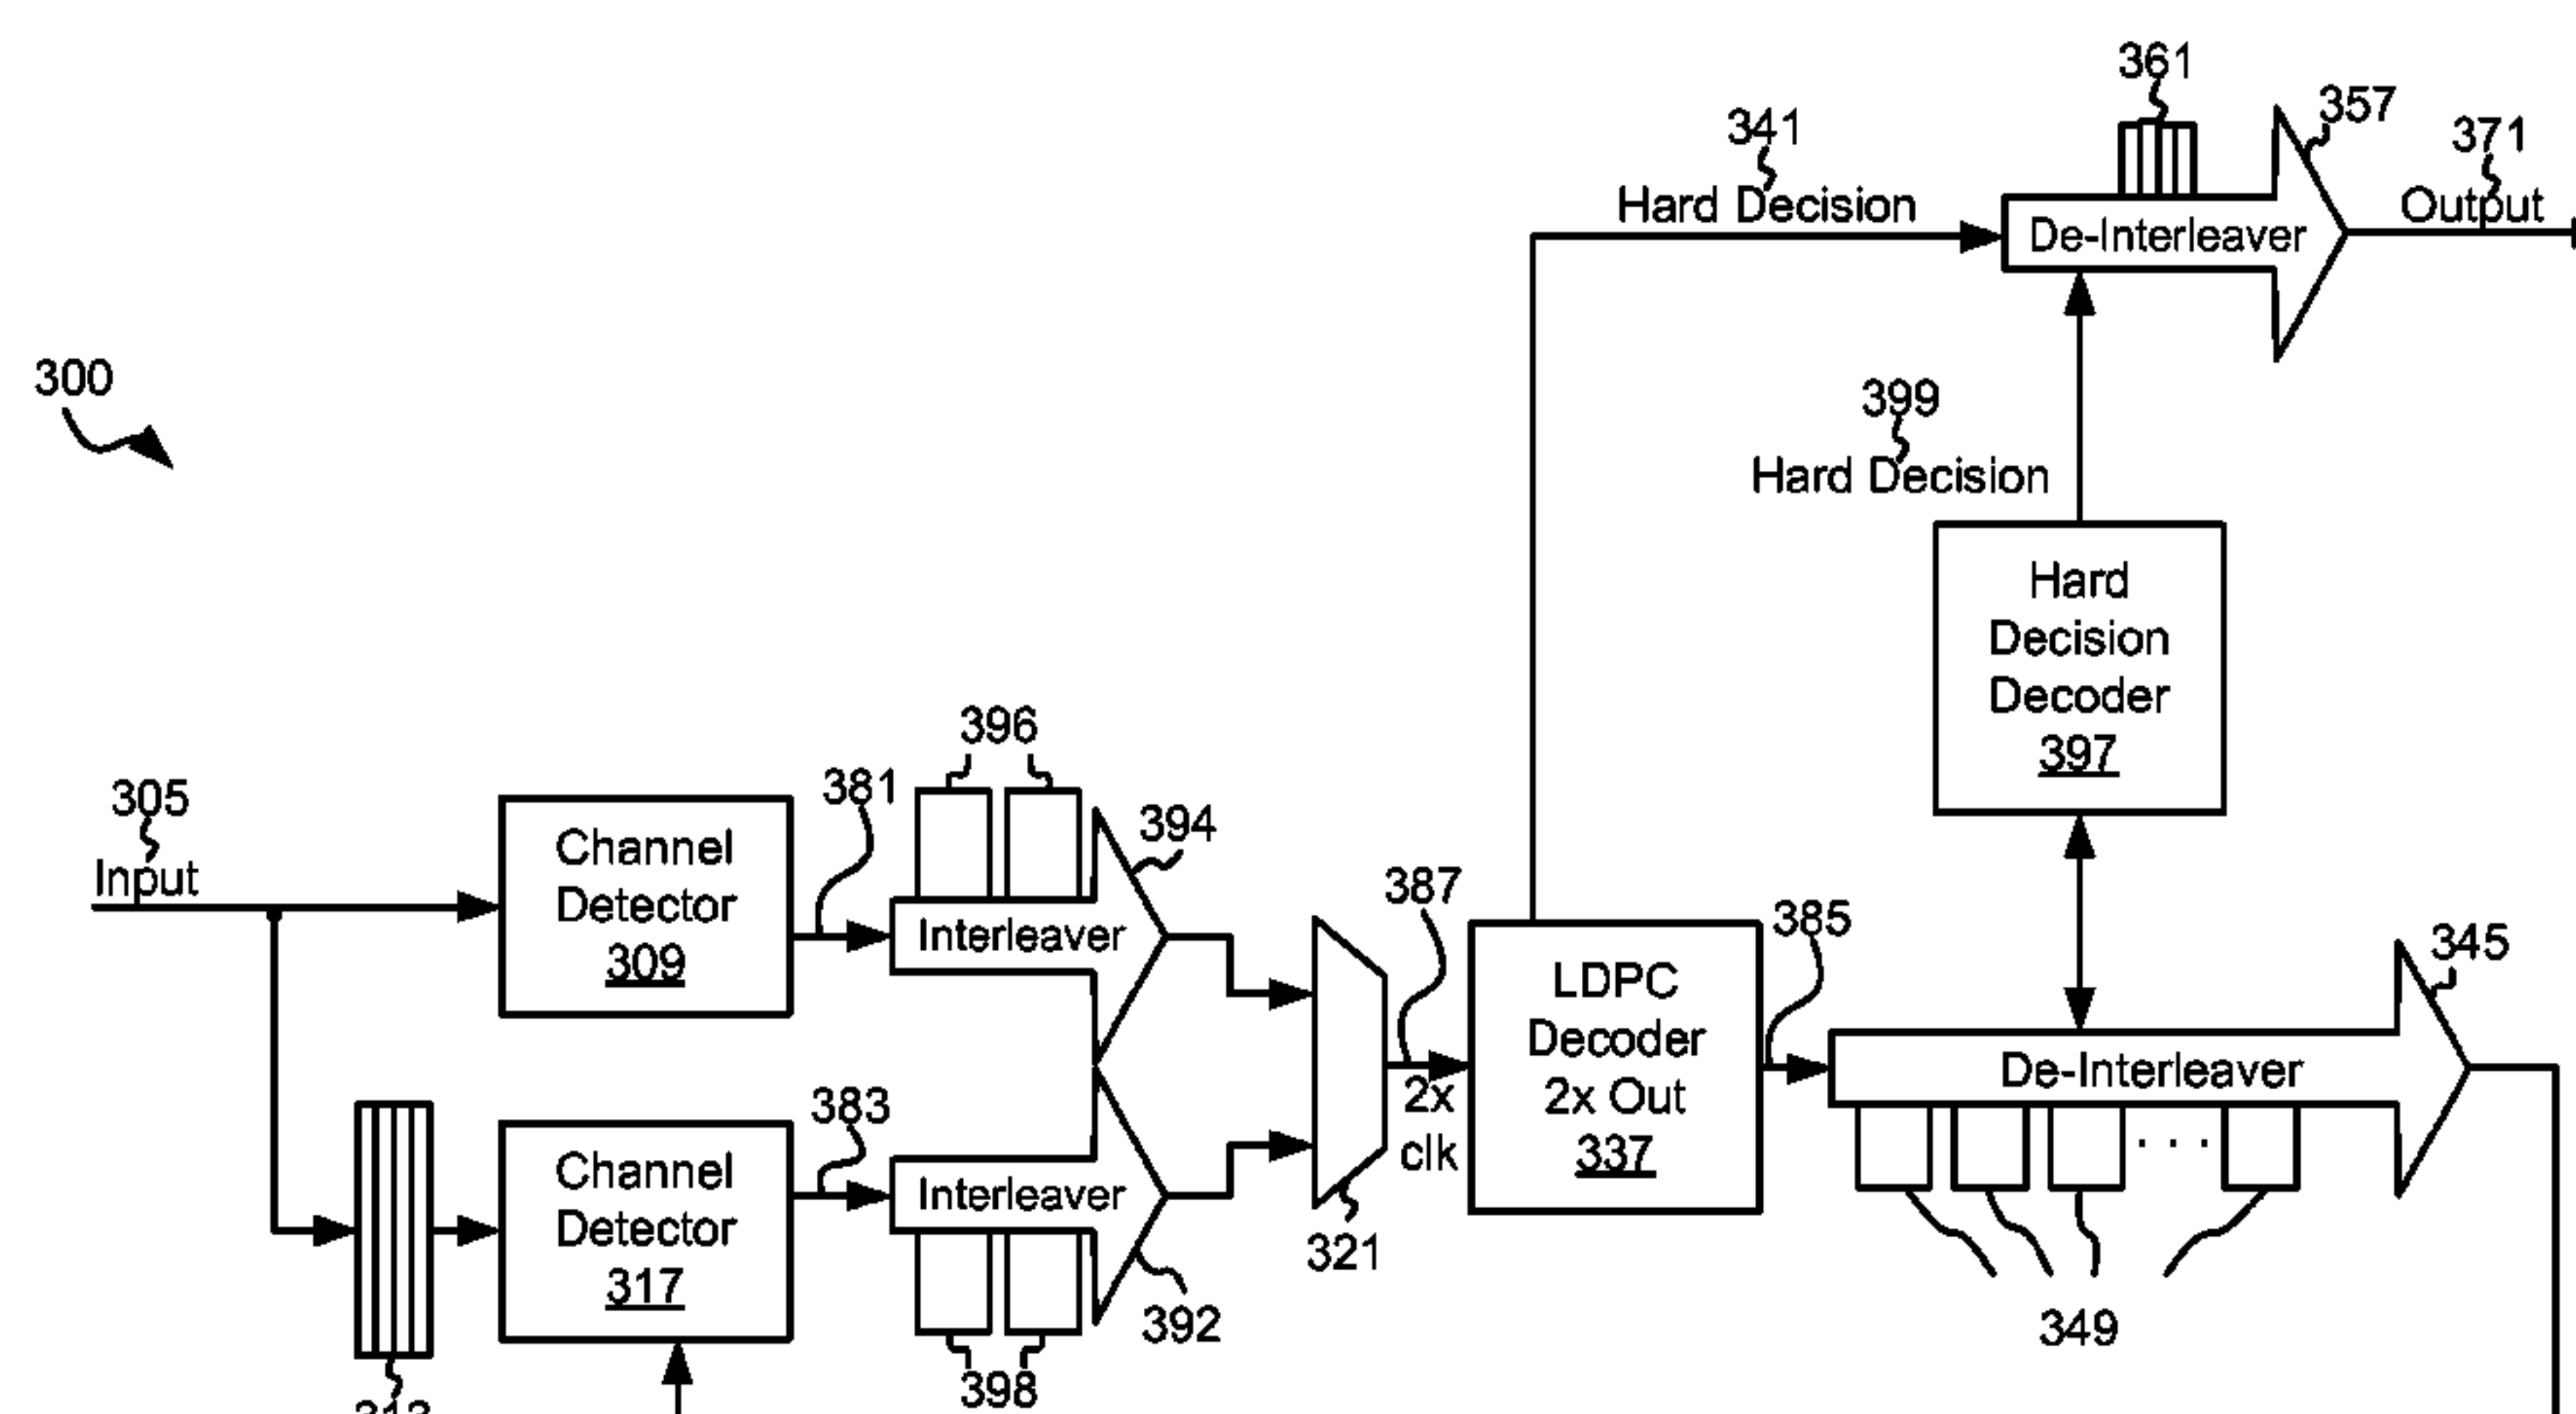 361
357
341
371
Hard Decision
De-Interleaver
Output
300
399
Hard Decision
Hard
Decision
Decoder
397
396
305
381
394
Input
Channel
Detector
309
Interleaver
387
385
345
LDPC
Decoder
2x Out
337
2x
clk
De-Interleaver
383
Channel
Detector
317
Interleaver
321
392
349
398